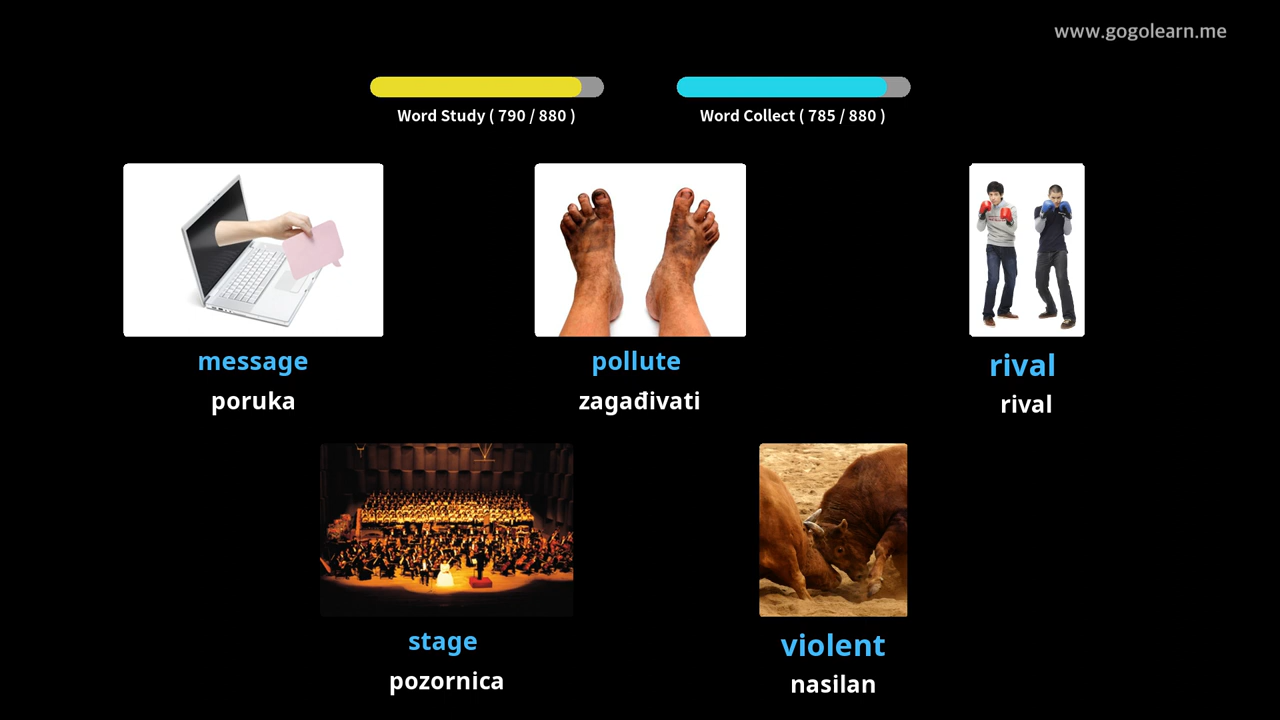 www.gogolearn.me
Word Study ( 790 / 880 )
Word Collect ( 785 / 880 )
message
poruka
pollute
zagađivati
rival
rival
stage
pozornica
violent
nasilan